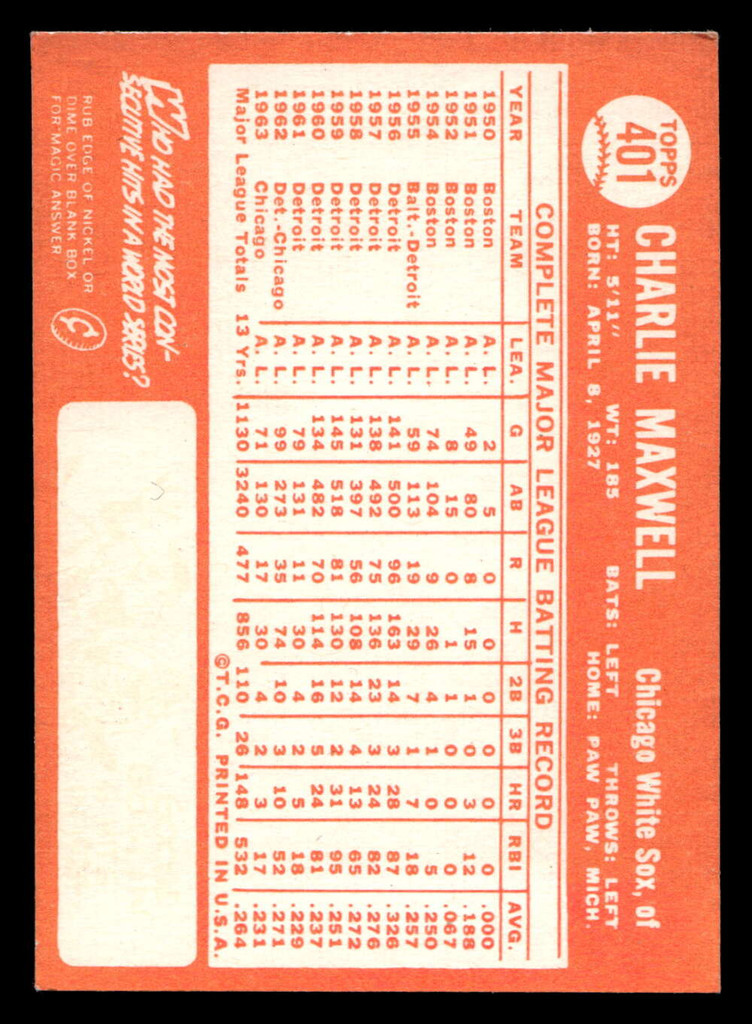 TOPPS
401
CHARLIE MAXWELL Chicago White Sox, of
HT: 5'11" WT: 185 BATS: LEFT THROWS: LEFT
BORN: APRIL 8, 1927 HOME: PAW PAW, MICH.
COMPLETE MAJOR LEAGUE BATTING RECORD
YEAR TEAM LEA. G AB R H 2B 3B HR RBI AVG.
1950 Boston A. L. 2 5 0 0 0 0 0 0 .000
1951 Boston A. L. 49 80 8 15 1 0 3 12 .188
1952 Boston A. L. 8 15 0 1 1 0 0 0 .067
1954 Boston A. L. 74 104 9 26 4 1 0 5 .250
1955 Balt.-Detroit A. L. 59 113 19 29 7 1 7 18 .257
1956 Detroit A. L. 141 500 96 163 14 3 28 87 .326
1957 Detroit A. L. 138 492 75 136 23 3 24 82 .276
1958 Detroit A. L. 131 397 56 108 14 4 13 65 .272
1959 Detroit A. L. 145 518 81 130 12 2 31 95 .251
1960 Detroit A. L. 134 482 70 114 16 5 24 81 .237
1961 Detroit A. L. 79 131 11 30 4 2 5 18 .229
1962 Det.-Chicago A. L. 99 273 35 74 10 3 10 52 .271
1963 Chicago A. L. 71 130 17 30 4 2 3 17 .231
Major League Totals 13 Yrs. 1130 3240 477 856 110 26 148 532 .264
©T.C.G. PRINTED IN U.S.A.
WHO HAD THE MOST CON-
SECUTIVE HITS IN A WORLD SERIES?
RUB EDGE OF NICKEL OR
DIME OVER BLANK BOX
FOR MAGIC ANSWER